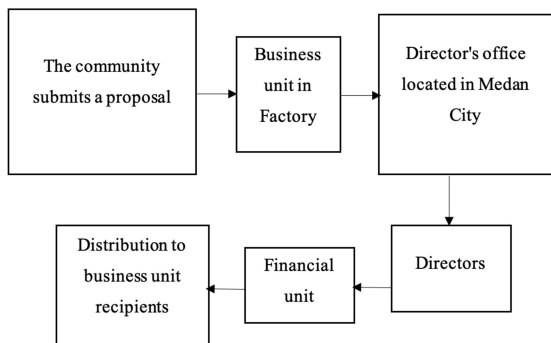 The community
submits a proposal
Business
unit in
Factory
Director's office
located in Medan
City
Directors
Financial
unit
Distribution to
business unit
recipients